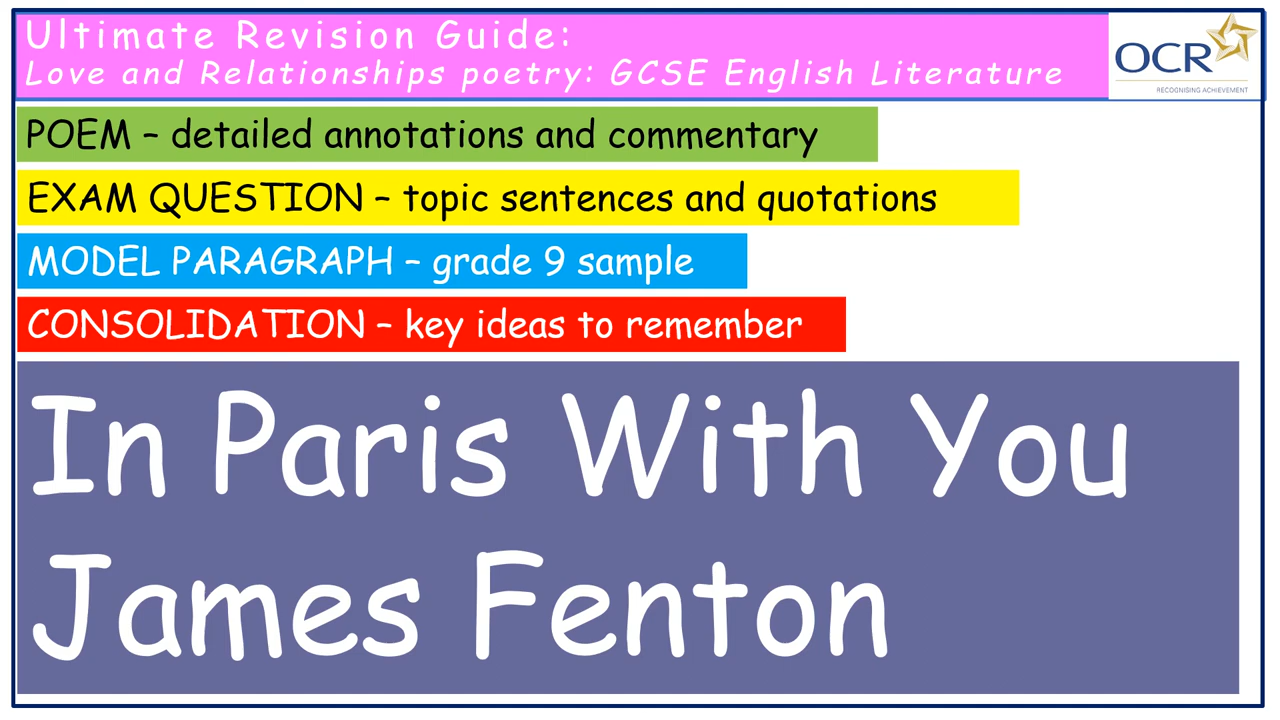 Ultimate Revision Guide:
Love and Relationships poetry: GCSE English Literature
OCR
RECOGNISING ACHIEVEMENT
POEM – detailed annotations and commentary
EXAM QUESTION – topic sentences and quotations
MODEL PARAGRAPH – grade 9 sample
CONSOLIDATION – key ideas to remember
In Paris With You
James Fenton